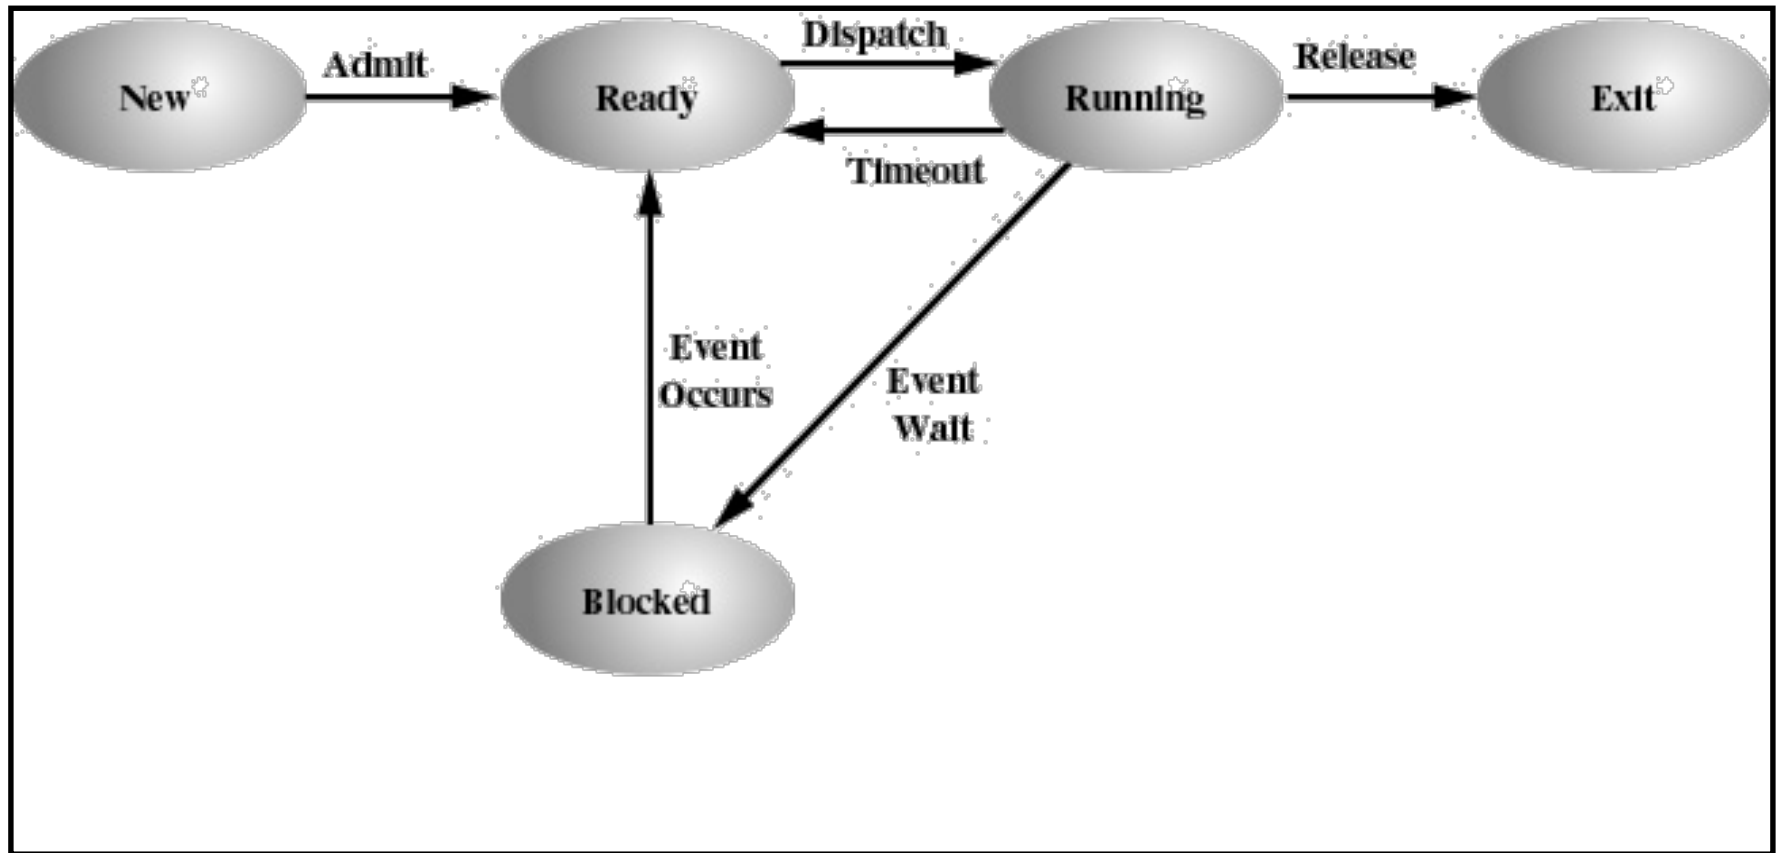 Dispatch
Admit
Release
New
Ready
Running
Exit
Timeout
Event
Occurs
Event
Wait
Blocked